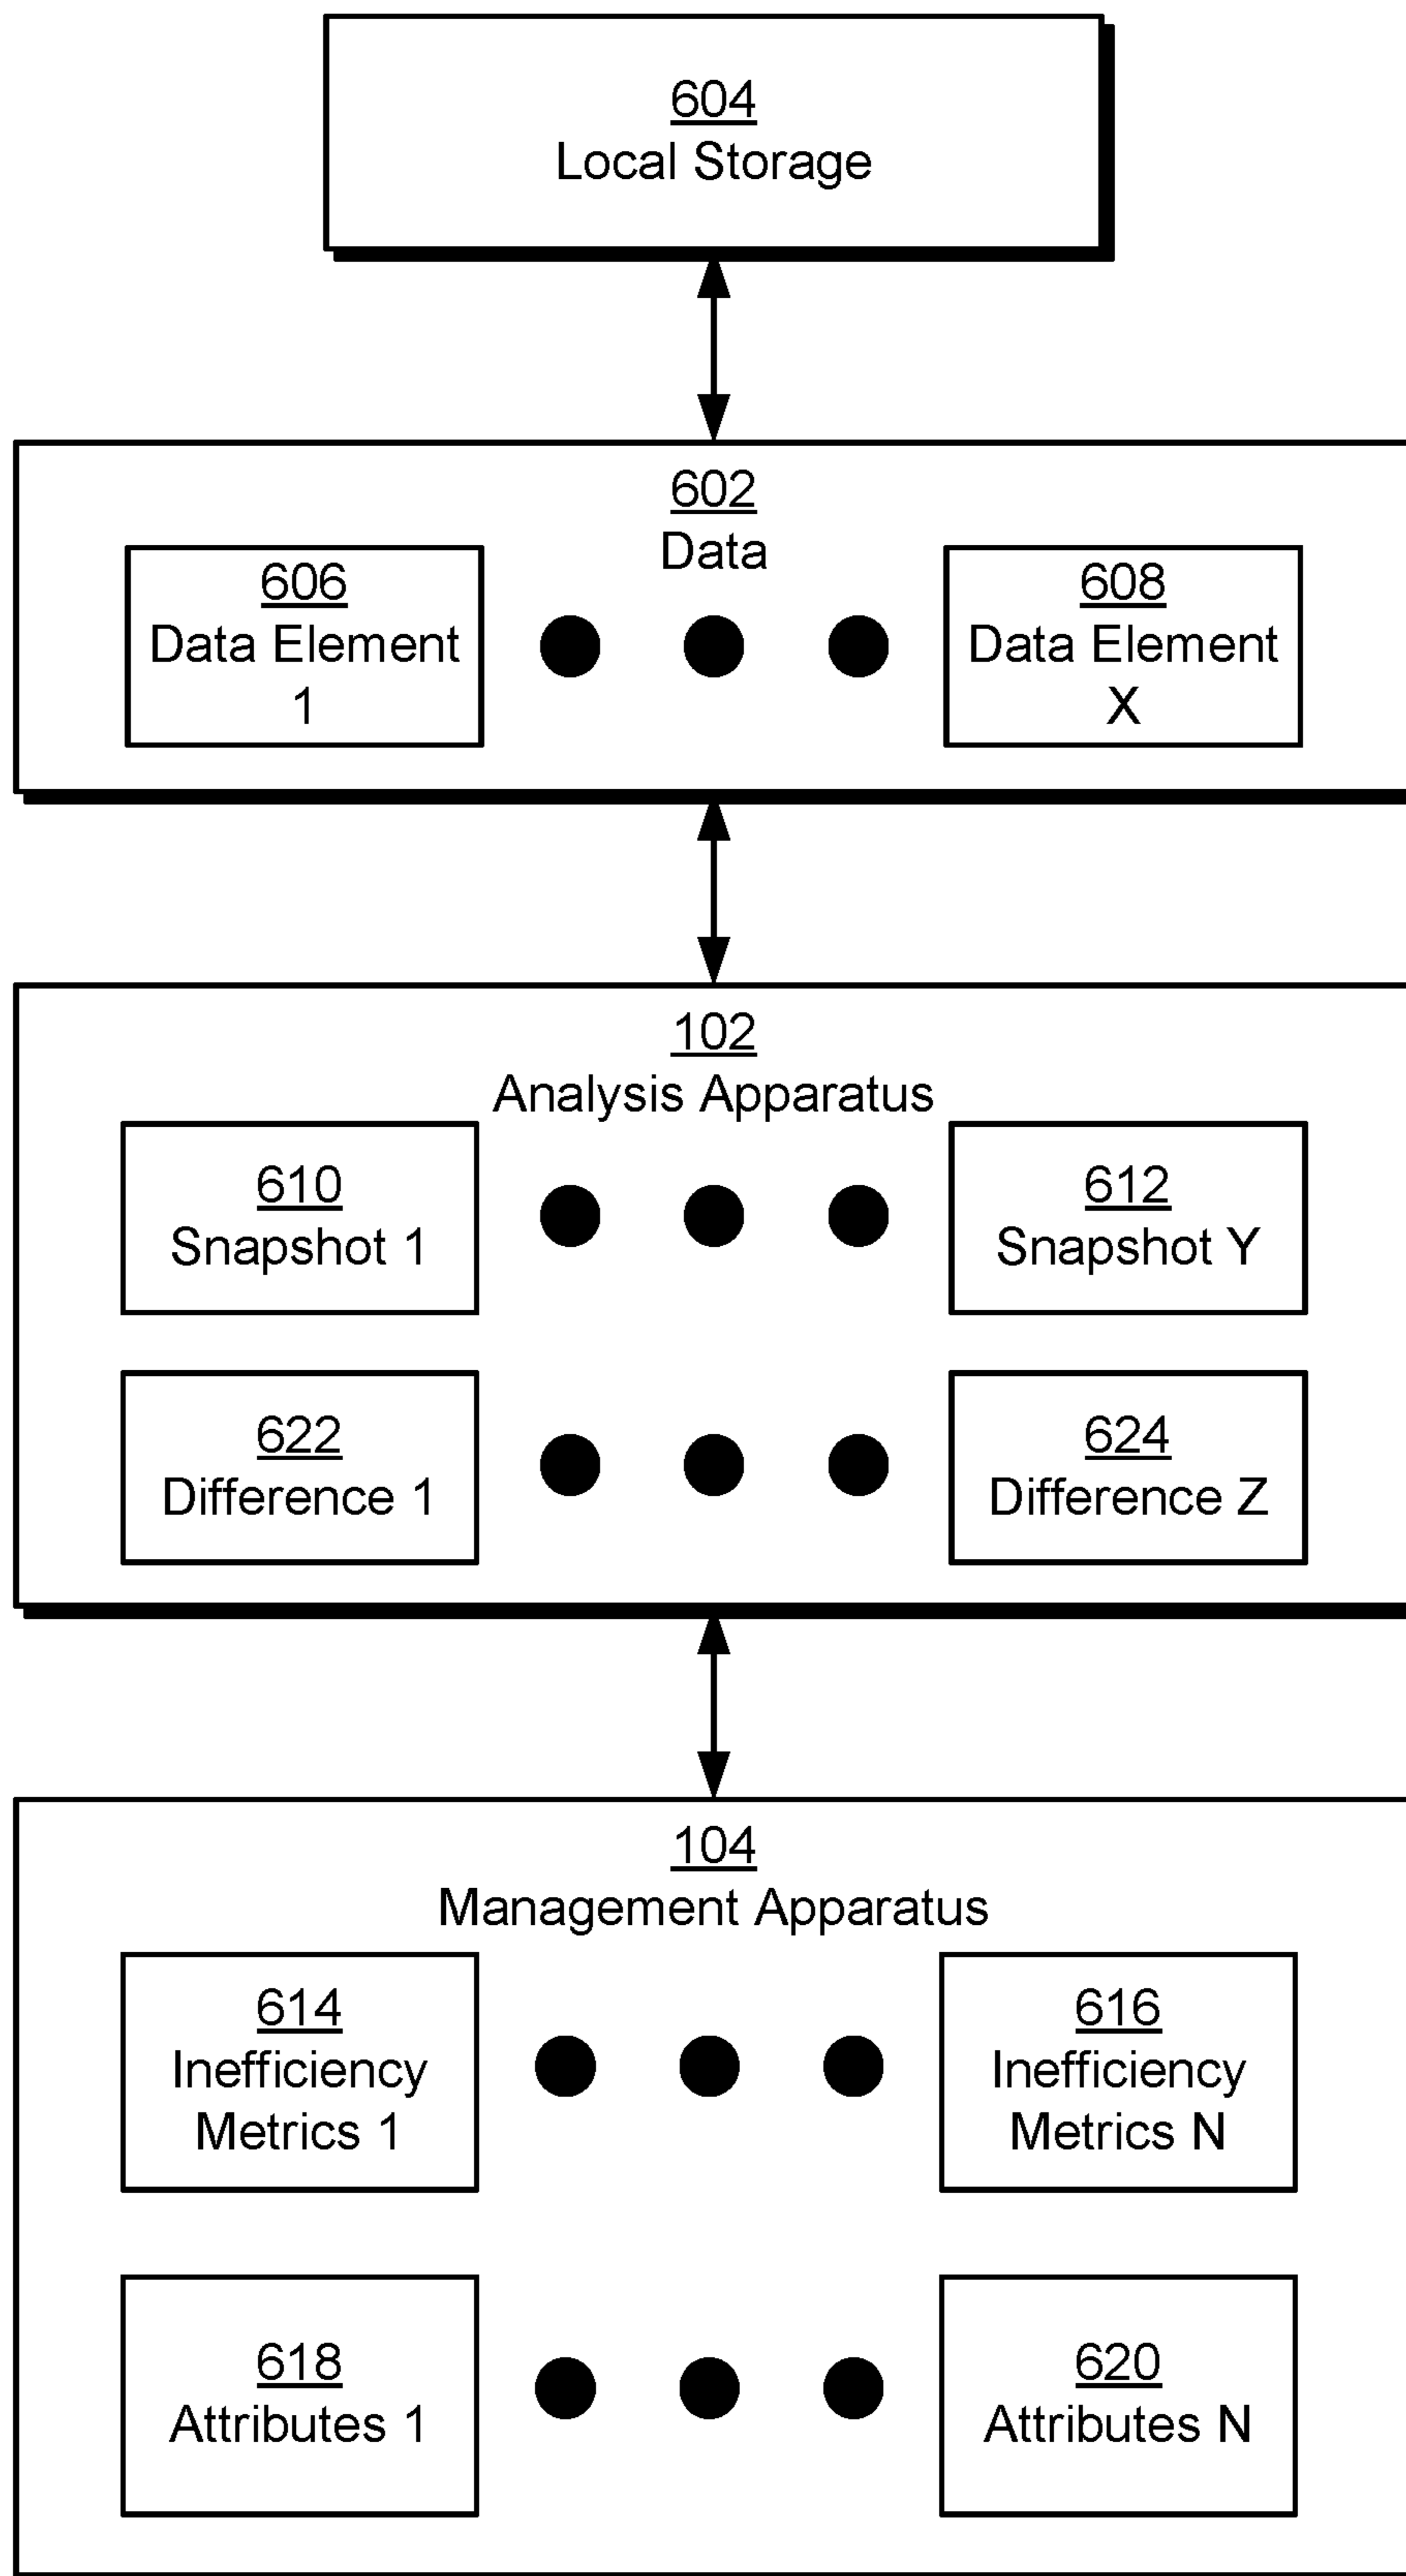 604
Local Storage
602
Data
606
Data Element
1
608
Data Element
X
102
Analysis Apparatus
610
Snapshot 1
612
Snapshot Y
622
Difference 1
624
Difference Z
104
Management Apparatus
614
Inefficiency
Metrics 1
616
Inefficiency
Metrics N
618
Attributes 1
620
Attributes N